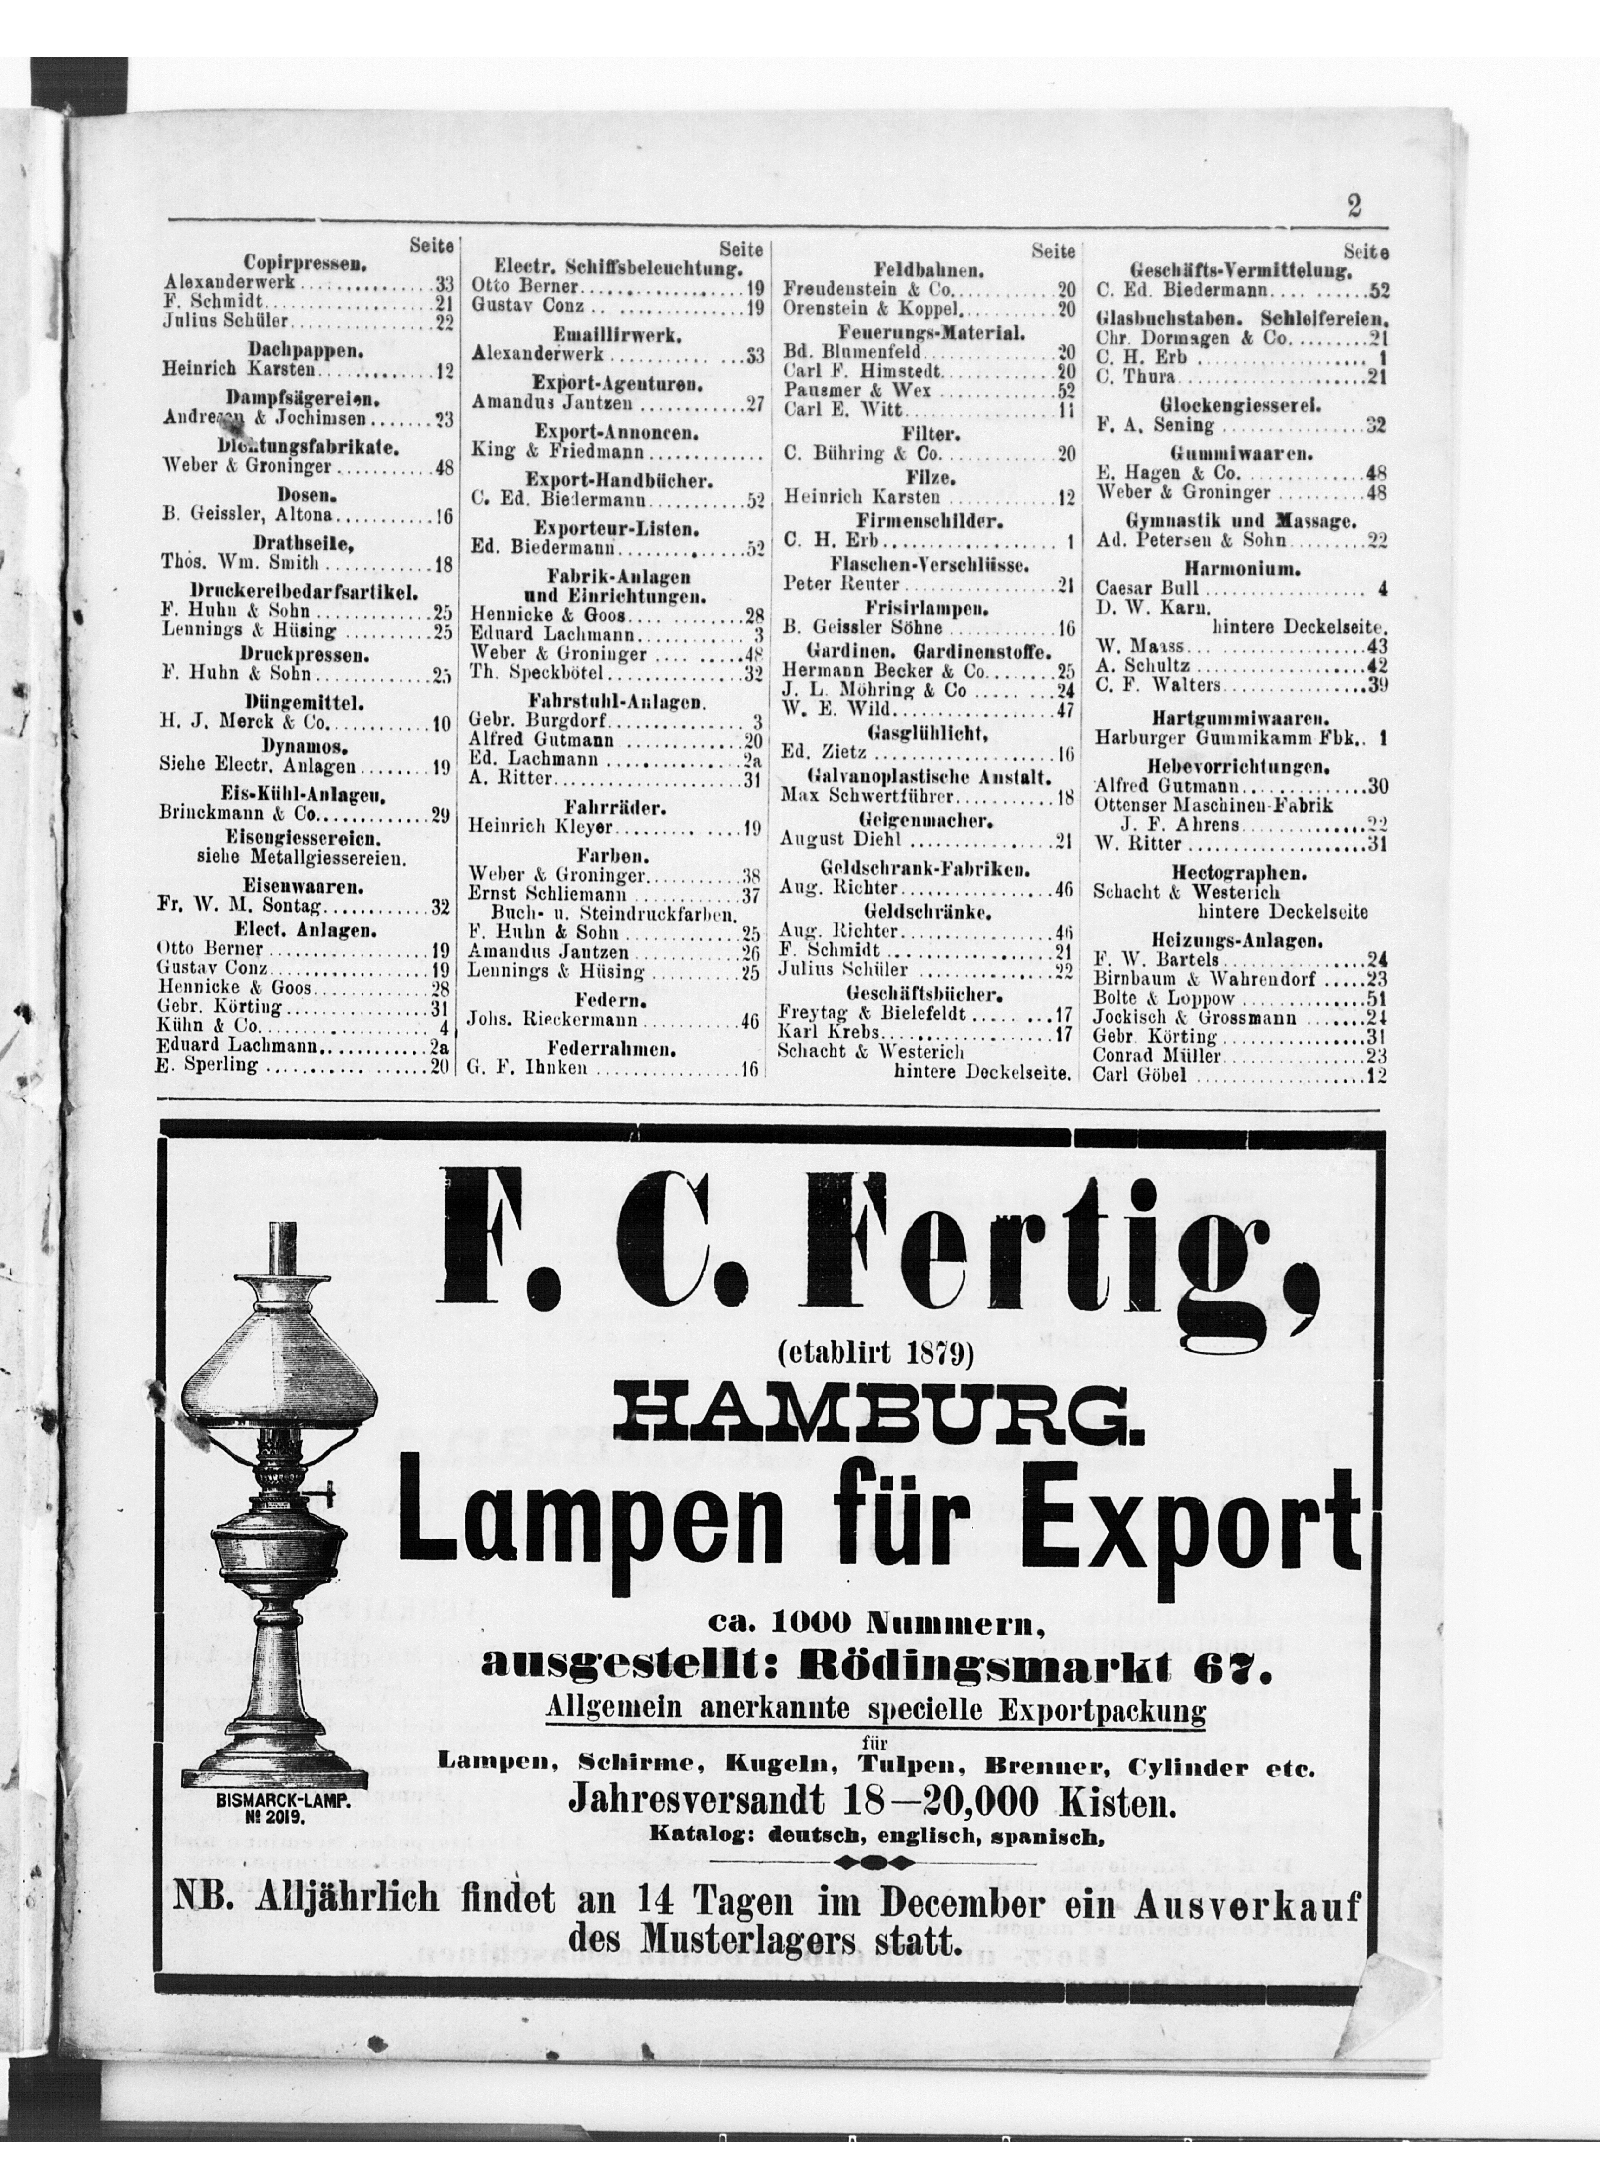 2
Seite
Copirpressen.
Alexanderwerk................33
F. Schmidt...................21
Julius Schüler................22
Dachpappen.
Heinrich Karsten.............12
Dampfsägereien.
Andresen & Jochimsen.......23
Dichtungsfabrikate.
Weber & Groninger..........48
Dosen.
B. Geissler, Altona...........16
Drathseile,
Thos. Wm. Smith............18
Druckereibedarfsartikel.
F. Huhn & Sohn.............25
Lennings & Hüsing..........25
Druckpressen.
F. Huhn & Sohn.............25
Düngemittel.
H. J. Merck & Co............10
Dynamos.
Siehe Electr. Anlagen........19
Eis-Kühl-Anlagen.
Brinckmann & Co............29
Eisengiessereien.
siehe Metallgiessereien.
Eisenwaaren.
Fr. W. M. Sontag............32
Elect. Anlagen.
Otto Berner..................19
Gustav Conz.................19
Hennicke & Goos.............28
Gebr. Körting................31
Kühn & Co.................. 4
Eduard Lachmann............2a
E. Sperling..................20
Seite
Electr. Schiffsbeleuchtung.
Otto Berner..................19
Gustav Conz.................19
Emaillirwerk.
Alexanderwerk...............33
Export-Agenturen.
Amandus Jantzen............27
Export-Annoncen.
King & Friedmann.............
Export-Handbücher.
C. Ed. Biedermann...........52
Exporteur-Listen.
Ed. Biedermann..............52
Fabrik-Anlagen
und Einrichtungen.
Hennicke & Goos.............28
Eduard Lachmann............. 3
Weber & Groninger..........48
Th. Speckbötel...............32
Fahrstuhl-Anlagen.
Gebr. Burgdorf............... 3
Alfred Gutmann..............20
Ed. Lachmann................2a
A. Ritter.....................31
Fahrräder.
Heinrich Kleyer..............19
Farben.
Weber & Groninger..........38
Ernst Schliemann............37
Buch- u. Steindruckfarben.
F. Huhn & Sohn.............25
Amandus Jantzen............26
Lennings & Hüsing..........25
Federn.
Johs. Rieckermann...........46
Federrahmen.
G. F. Ihnken.................16
Seite
Feldbahnen.
Freudenstein & Co............20
Orenstein & Koppel...........20
Feuerungs-Material.
Bd. Blumenfeld..............20
Carl F. Himstedt.............20
Pausmer & Wex.............52
Carl E. Witt..................11
Filter.
C. Bühring & Co.............20
Filze.
Heinrich Karsten............12
Firmenschilder.
C. H. Erb.................... 1
Flaschen-Verschlüsse.
Peter Reuter.................21
Frisirlampen.
B. Geissler Söhne............16
Gardinen. Gardinenstoffe.
Hermann Becker & Co........25
J. L. Möhring & Co..........24
W. E. Wild..................47
Gasglühlicht,
Ed. Zietz....................16
Galvanoplastische Anstalt.
Max Schwertführer...........18
Geigenmacher.
August Diehl................21
Geldschrank-Fabriken.
Aug. Richter.................46
Geldschränke.
Aug. Richter.................46
F. Schmidt...................21
Julius Schüler...............22
Geschäftsbücher.
Freytag & Bielefeldt..........17
Karl Krebs...................17
Schacht & Westerich
hintere Deckelseite.
Seite
Geschäfts-Vermittelung.
C. Ed. Biedermann...........52
Glasbuchstaben. Schleifereien.
Chr. Dormagen & Co.........21
C. H. Erb.................... 1
C. Thura.....................21
Glockengiesserei.
F. A. Sening.................32
Gummiwaaren.
E. Hagen & Co...............48
Weber & Groninger..........48
Gymnastik und Massage.
Ad. Petersen & Sohn.........22
Harmonium.
Caesar Bull.................. 4
D. W. Karn.
hintere Deckelseite.
W. Maass....................43
A. Schultz...................42
C. F. Walters................39
Hartgummiwaaren.
Harburger Gummikamm Fbk.. 1
Hebevorrichtungen.
Alfred Gutmann..............30
Ottenser Maschinen-Fabrik
J. F. Ahrens...............22
W. Ritter....................31
Hectographen.
Schacht & Westerich
hintere Deckelseite
Heizungs-Anlagen.
F. W. Bartels................24
Birnbaum & Wahrendorf.....23
Bolte & Loppow.............51
Jockisch & Grossmann.......24
Gebr. Körting................31
Conrad Müller...............23
Carl Göbel...................12
F. C. Fertig,
(etablirt 1879)
HAMBURG.
Lampen für Export
ca. 1000 Nummern,
ausgestellt: Rödingsmarkt 67.
Allgemein anerkannte specielle Exportpackung
für
Lampen, Schirme, Kugeln, Tulpen, Brenner, Cylinder etc.
Jahresversandt 18—20,000 Kisten.
Katalog: deutsch, englisch, spanisch,
BISMARCK-LAMP.
No 2019.
NB. Alljährlich findet an 14 Tagen im December ein Ausverkauf
des Musterlagers statt.